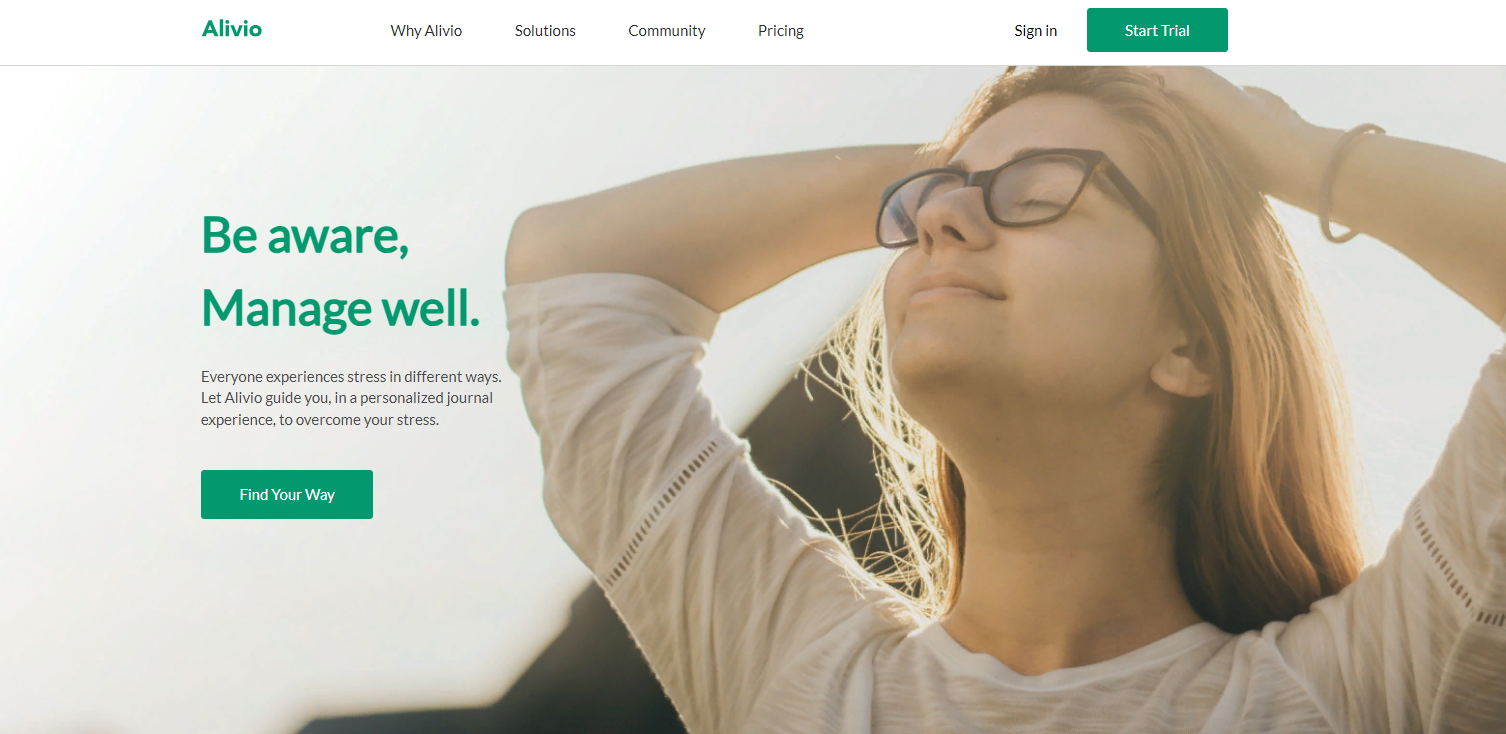 Alivio
Why Alivio
Solutions
Community
Pricing
Sign in
Start Trial
Be aware,
Manage well.
Everyone experiences stress in different ways.
Let Alivio guide you, in a personalized journal
experience, to overcome your stress.
Find Your Way